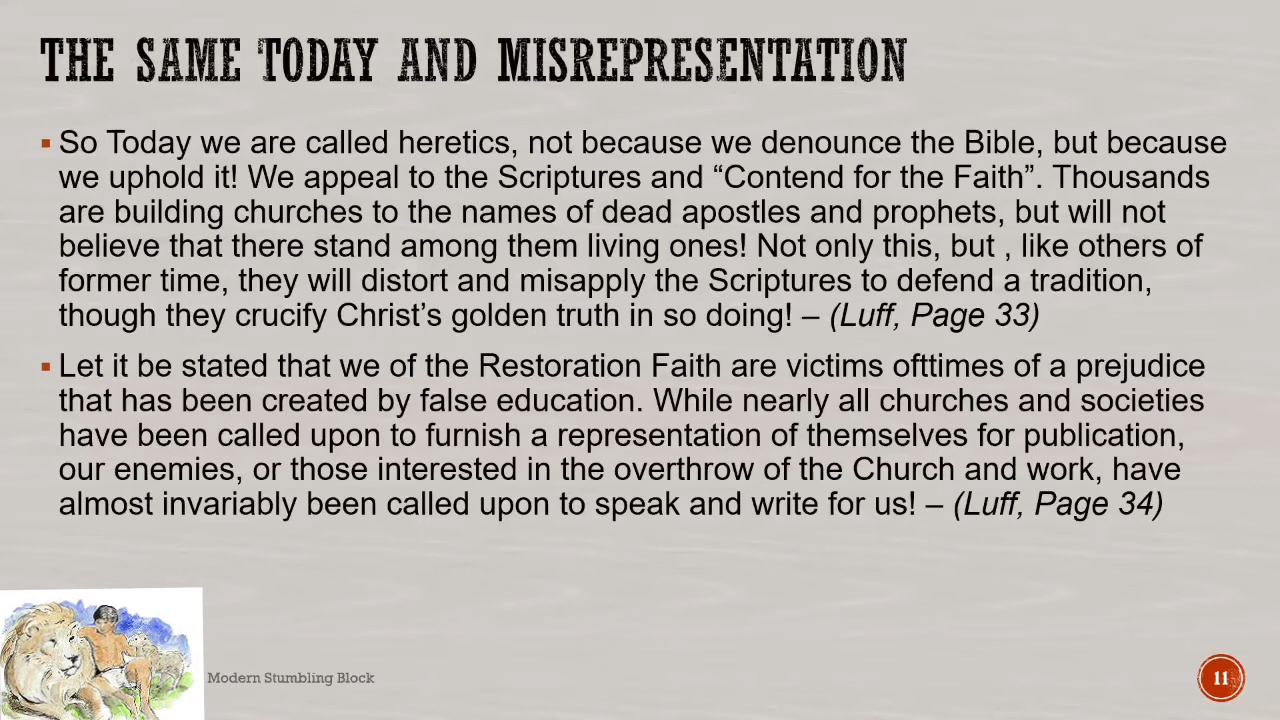 THE SAME TODAY AND MISREPRESENTATION
▪ So Today we are called heretics, not because we denounce the Bible, but because
we uphold it! We appeal to the Scriptures and “Contend for the Faith”. Thousands
are building churches to the names of dead apostles and prophets, but will not
believe that there stand among them living ones! Not only this, but , like others of
former time, they will distort and misapply the Scriptures to defend a tradition,
though they crucify Christ’s golden truth in so doing! – (Luff, Page 33)
▪ Let it be stated that we of the Restoration Faith are victims ofttimes of a prejudice
that has been created by false education. While nearly all churches and societies
have been called upon to furnish a representation of themselves for publication,
our enemies, or those interested in the overthrow of the Church and work, have
almost invariably been called upon to speak and write for us! – (Luff, Page 34)
Modern Stumbling Block
11